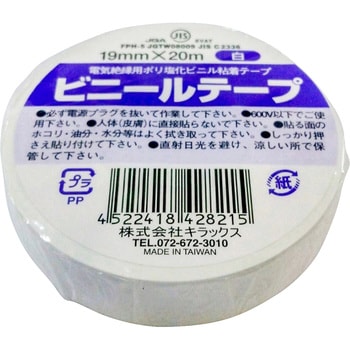 JIS
FPH-5 JQTW08009 JIS C 2336
19mm×20m 白
電気絶縁用ポリ塩化ビニル粘着テープ
ビニールテープ
●必ず電源プラグを抜いて作業して下さい。●600V以下でご使
用下さい。●人体(皮膚)に直接貼らないで下さい。●貼る面の
ホコリ・油分・水分等はよく拭き取って下さい。●しっかり押
さえ貼り付けて下さい。●直射日光を避け、涼しい所で保
管して下さい。
プラ
PP
紙
4522418428215
株式会社キラックス
TEL.072-672-3010
MADE IN TAIWAN